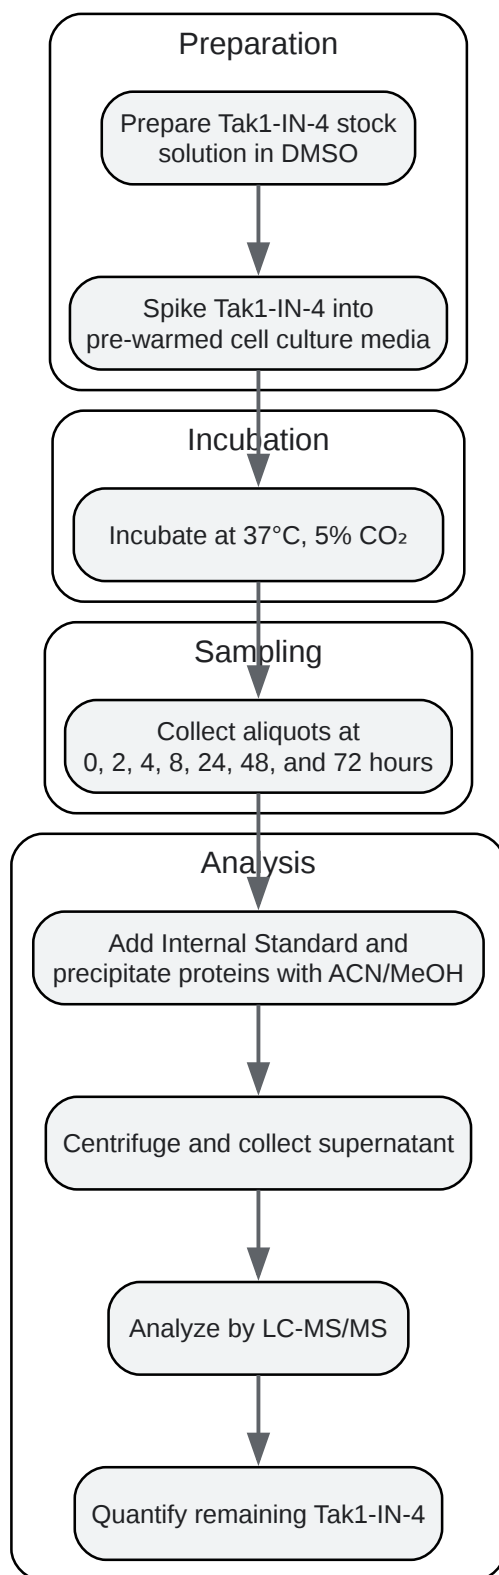 Preparation
Prepare Tak1-IN-4 stock
solution in DMSO
Spike Tak1-IN-4 into
pre-warmed cell culture media
Incubation
Incubate at 37°C, 5% CO₂
Sampling
Collect aliquots at
0, 2, 4, 8, 24, 48, and 72 hours
Analysis
Add Internal Standard and
precipitate proteins with ACN/MeOH
Centrifuge and collect supernatant
Analyze by LC-MS/MS
Quantify remaining Tak1-IN-4